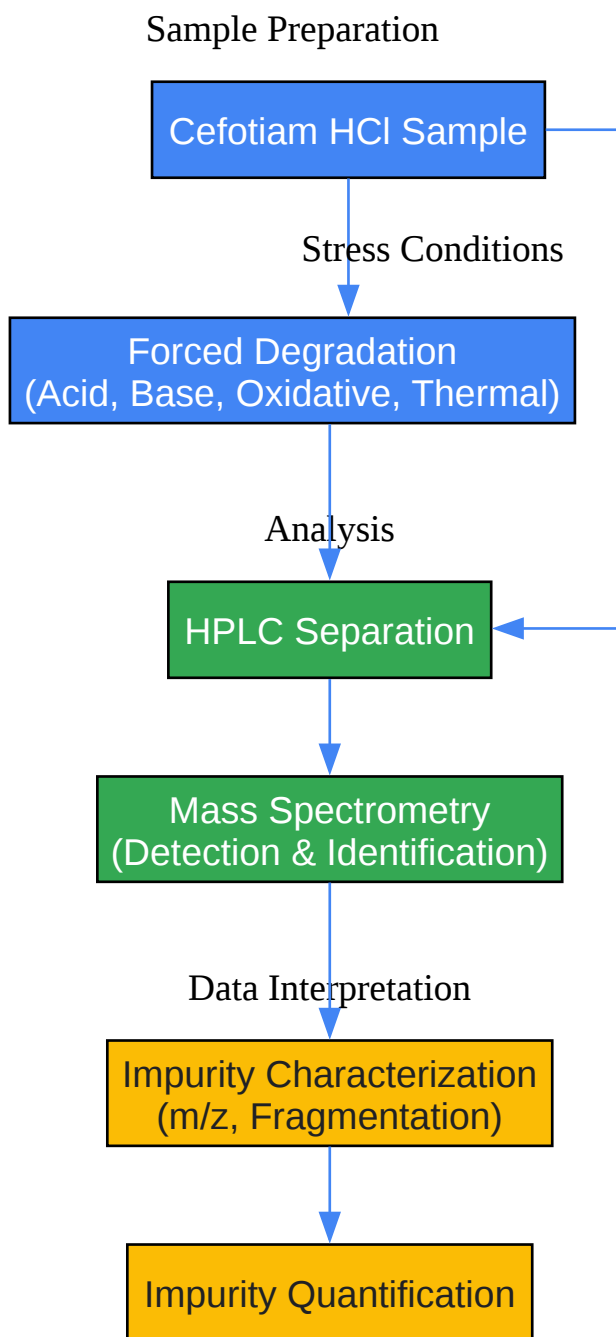 Sample Preparation
Cefotiam HCl Sample
Stress Conditions
Forced Degradation
(Acid, Base, Oxidative, Thermal)
Analysis
HPLC Separation
Mass Spectrometry
(Detection & Identification)
Data Interpretation
Impurity Characterization
(m/z, Fragmentation)
Impurity Quantification